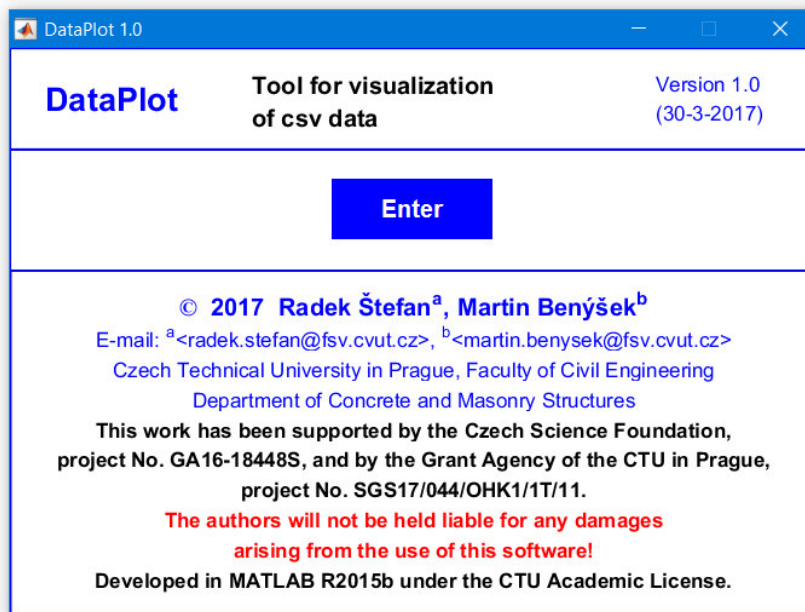 DataPlot 1.0
DataPlot
Tool for visualization
of csv data
Version 1.0
(30-3-2017)
Enter
© 2017 Radek Štefanᵃ, Martin Benýšekᵇ
E-mail: ᵃ<radek.stefan@fsv.cvut.cz>, ᵇ<martin.benysek@fsv.cvut.cz>
Czech Technical University in Prague, Faculty of Civil Engineering
Department of Concrete and Masonry Structures
This work has been supported by the Czech Science Foundation,
project No. GA16-18448S, and by the Grant Agency of the CTU in Prague,
project No. SGS17/044/OHK1/1T/11.
The authors will not be held liable for any damages
arising from the use of this software!
Developed in MATLAB R2015b under the CTU Academic License.